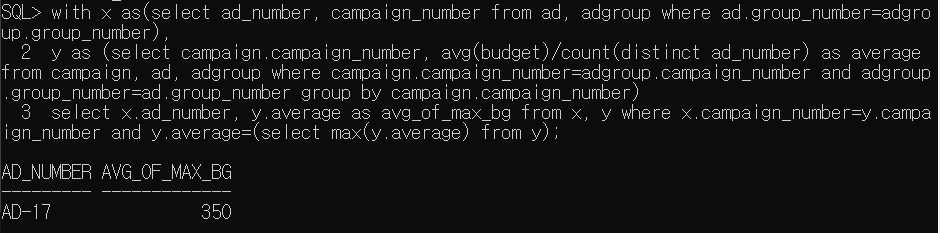 SQL> with x as(select ad_number, campaign_number from ad, adgroup where ad.group_number=adgro
up.group_number),
  2  y as (select campaign.campaign_number, avg(budget)/count(distinct ad_number) as average
from campaign, ad, adgroup where campaign.campaign_number=adgroup.campaign_number and adgroup
.group_number=ad.group_number group by campaign.campaign_number)
  3  select x.ad_number, y.average as avg_of_max_bg from x, y where x.campaign_number=y.campa
ign_number and y.average=(select max(y.average) from y);
AD_NUMBER AVG_OF_MAX_BG
--------- -------------
AD-17               350